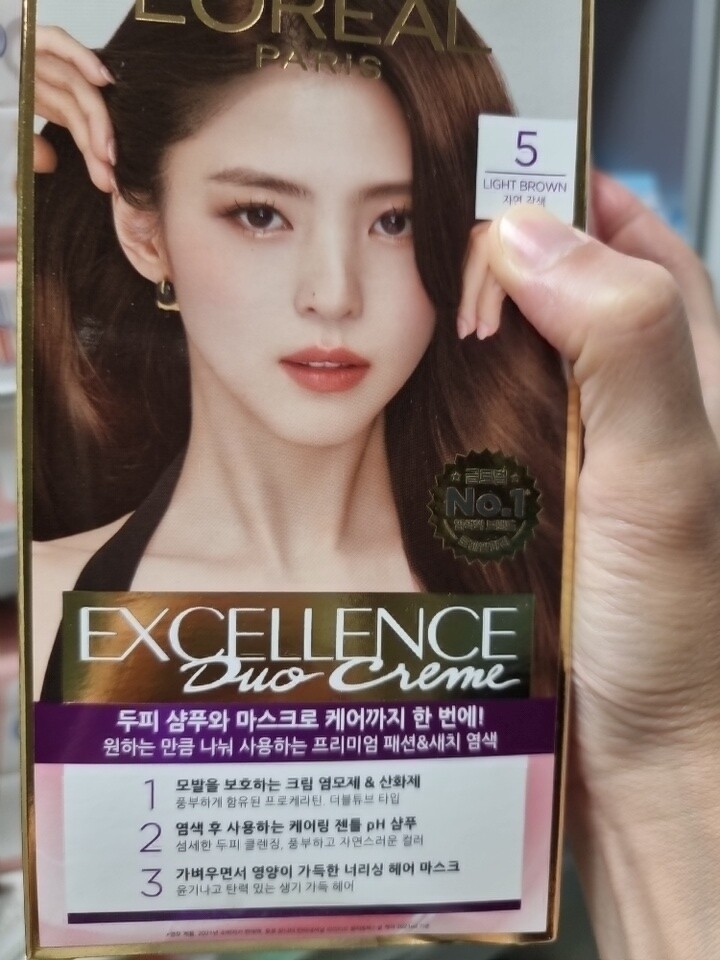 L'ORÉAL
PARIS
5
LIGHT BROWN
자연 갈색
글로벌
No.1
EXCELLENCE
Duo Creme
두피 샴푸와 마스크로 케어까지 한 번에!
원하는 만큼 나눠 사용하는 프리미엄 패션&새치 염색
1 모발을 보호하는 크림 염모제 & 산화제
풍부하게 함유된 프로케라틴, 더블튜브 타입
2 염색 후 사용하는 케어링 젠틀 pH 샴푸
섬세한 두피 클렌징, 풍부하고 자연스러운 컬러
3 가벼우면서 영양이 가득한 너리싱 헤어 마스크
윤기나고 탄력 있는 생기 가득 헤어